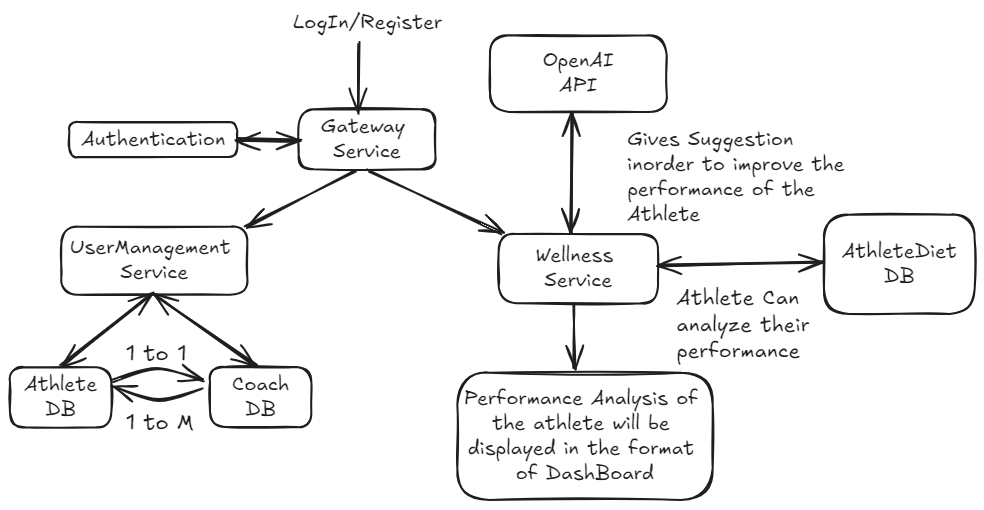 LogIn/Register
OpenAI
API
Authentication
Gateway
Service
Gives Suggestion
inorder to improve the
performance of the
Athlete
UserManagement
Service
Wellness
Service
AthleteDiet
DB
Athlete Can
analyze their
performance
1 to 1
Athlete
DB
Coach
DB
1 to M
Performance Analysis of
the athlete will be
displayed in the format
of DashBoard